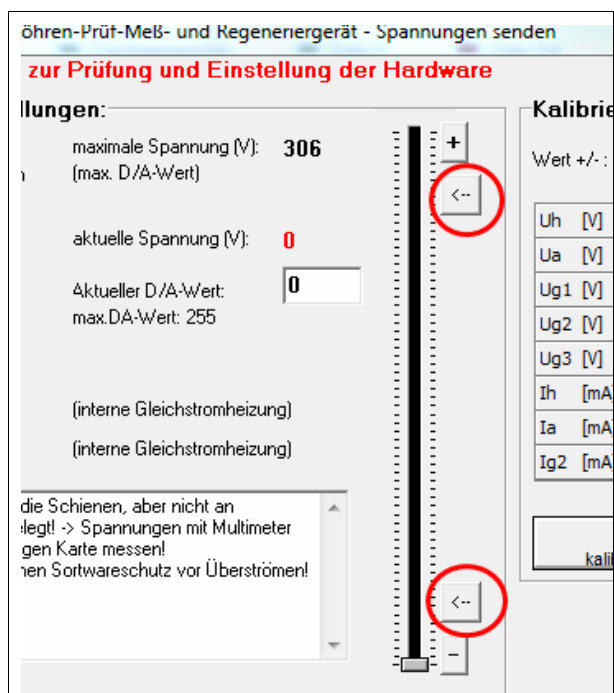 öhren-Prüf-Meß- und Regeneriergerät - Spannungen senden
zur Prüfung und Einstellung der Hardware
llungen:
maximale Spannung (V): 306
(max. D/A-Wert)
aktuelle Spannung (V): 0
Aktueller D/A-Wert: 0
max.DA-Wert: 255
(interne Gleichstromheizung)
(interne Gleichstromheizung)
die Schienen, aber nicht an
legt! -> Spannungen mit Multimeter
gen Karte messen!
nen Sortwareschutz vor Überströmen!
+
<--
<--
-
Kalibrie
Wert +/- :
Uh [V]
Ua [V]
Ug1 [V]
Ug2 [V]
Ug3 [V]
Ih [mA]
Ia [mA]
Ig2 [mA]
kalib